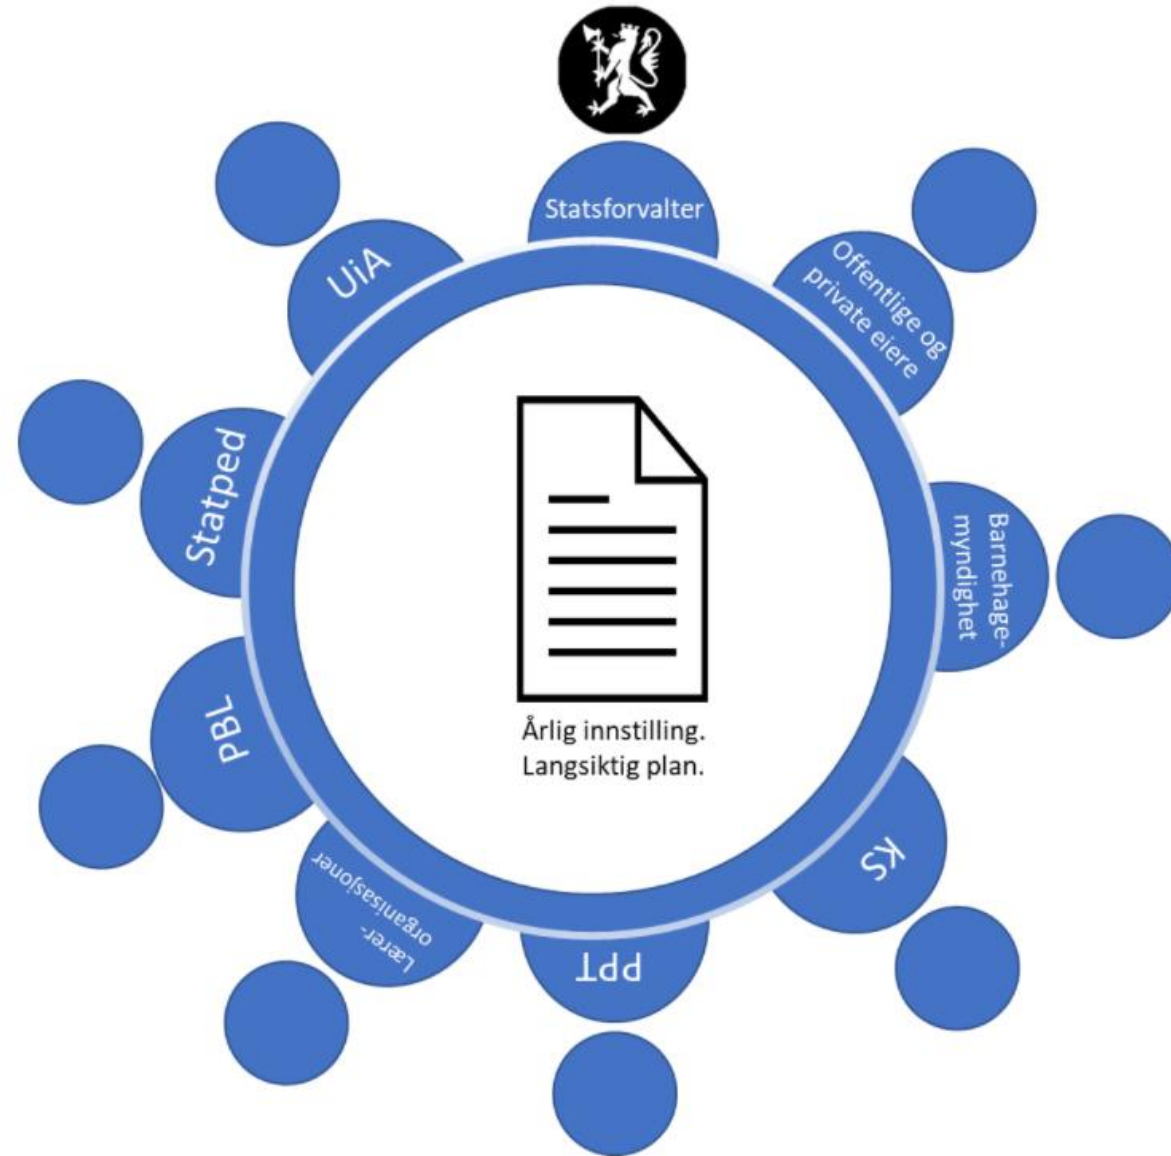 Statsforvalter
Offentlige og
private eiere
Barnehage-
myndighet
KS
PPT
Lærer-
organisasjoner
PBL
Statped
UiA
Årlig innstilling.
Langsiktig plan.